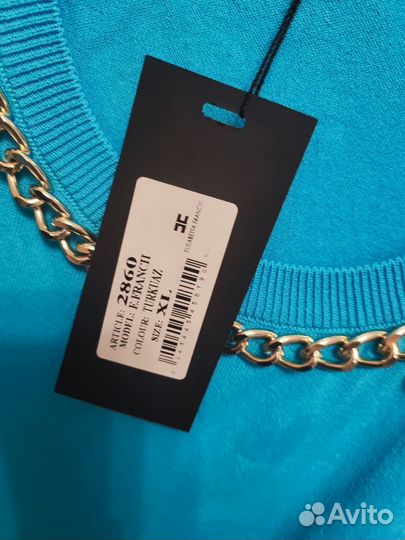 ELISABETTA FRANCHI
ARTICLE: 2860
MODEL: E.FRANCH
COLOUR: TURKUAZ
SIZE: XL
Avito